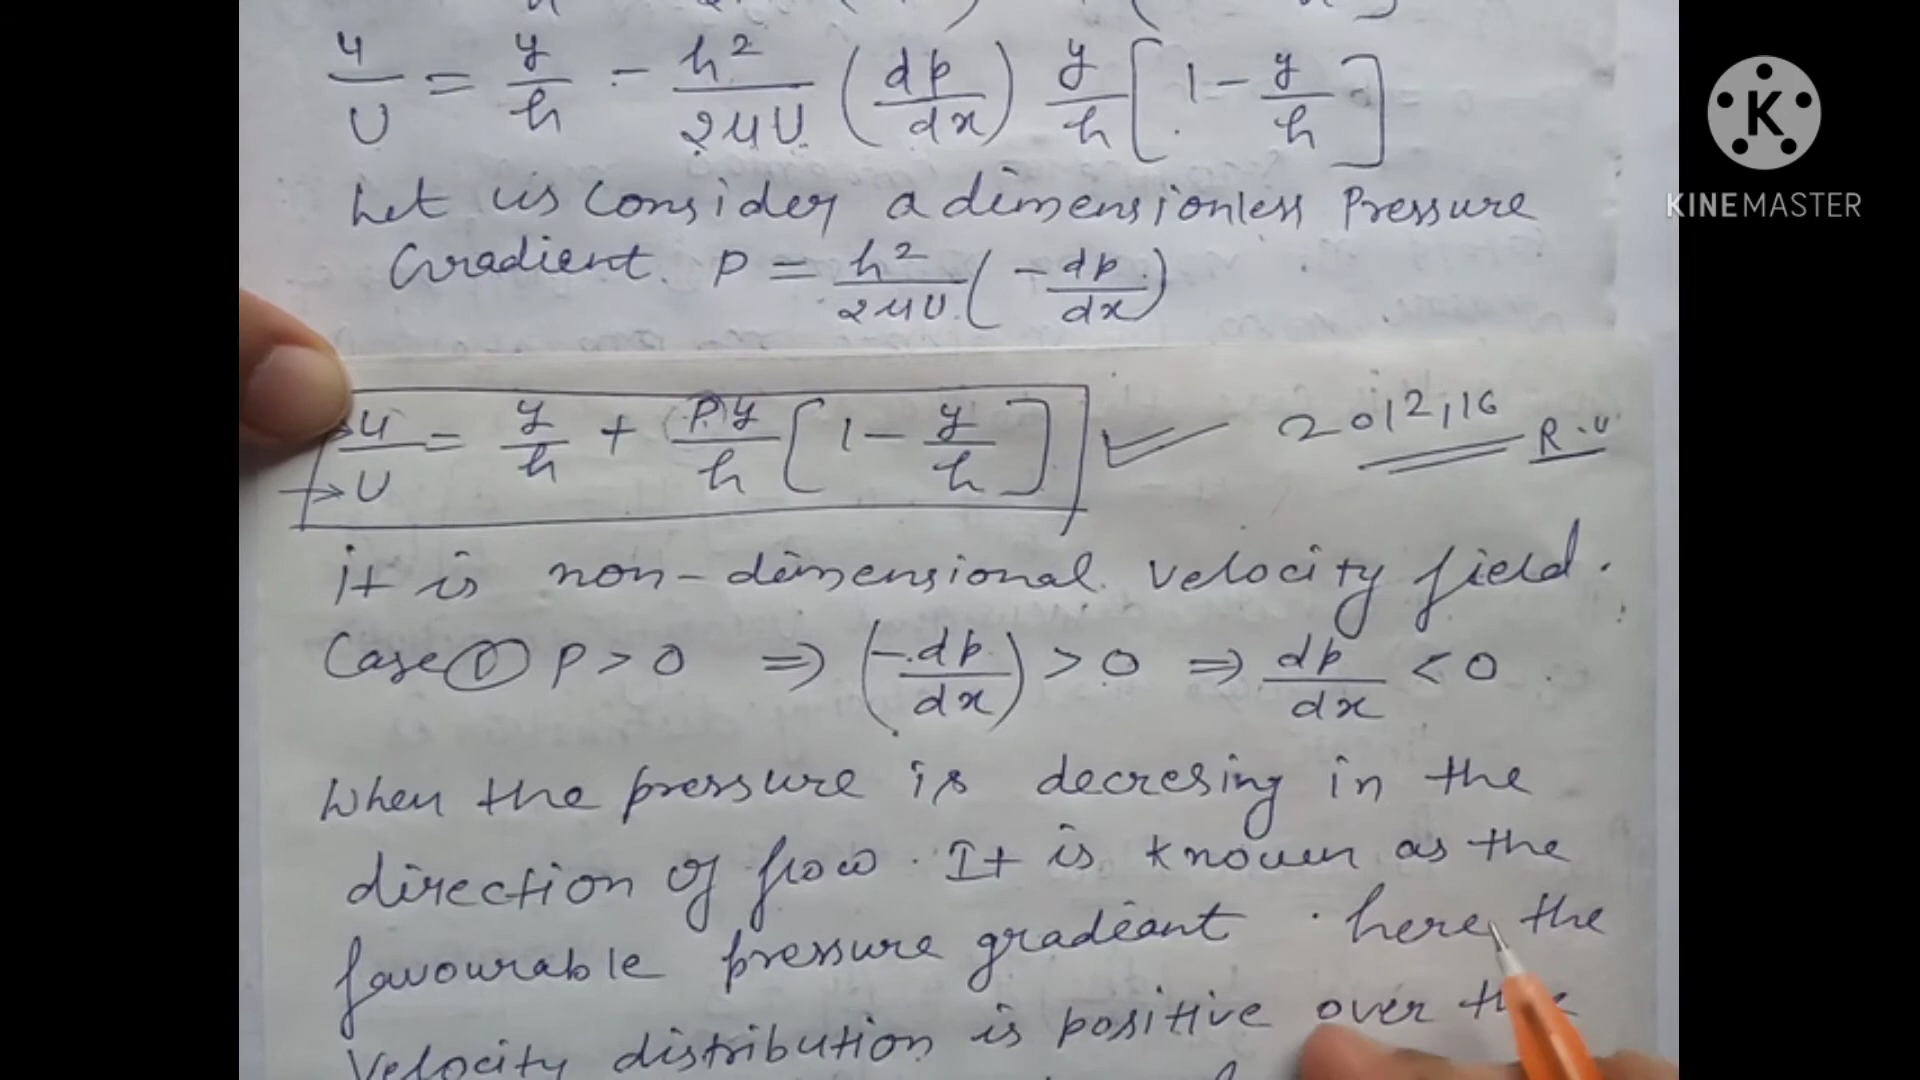 u/U = y/h - h²/2μU (dp/dx) y/h [1 - y/h]
Let us Consider a dimensionless Pressure
Gradient. P = h²/2μU (-dp/dx)
u/U = y/h + P.y/h [1 - y/h] 2012,16 R.U
it is non-dimensional velocity field.
Case ① P > 0 ⇒ (-dp/dx) > 0 ⇒ dp/dx < 0
When the pressure is decresing in the
direction of flow. It is known as the
favourable pressure gradeant. here the
velocity distribution is positive over the
K
KINEMASTER